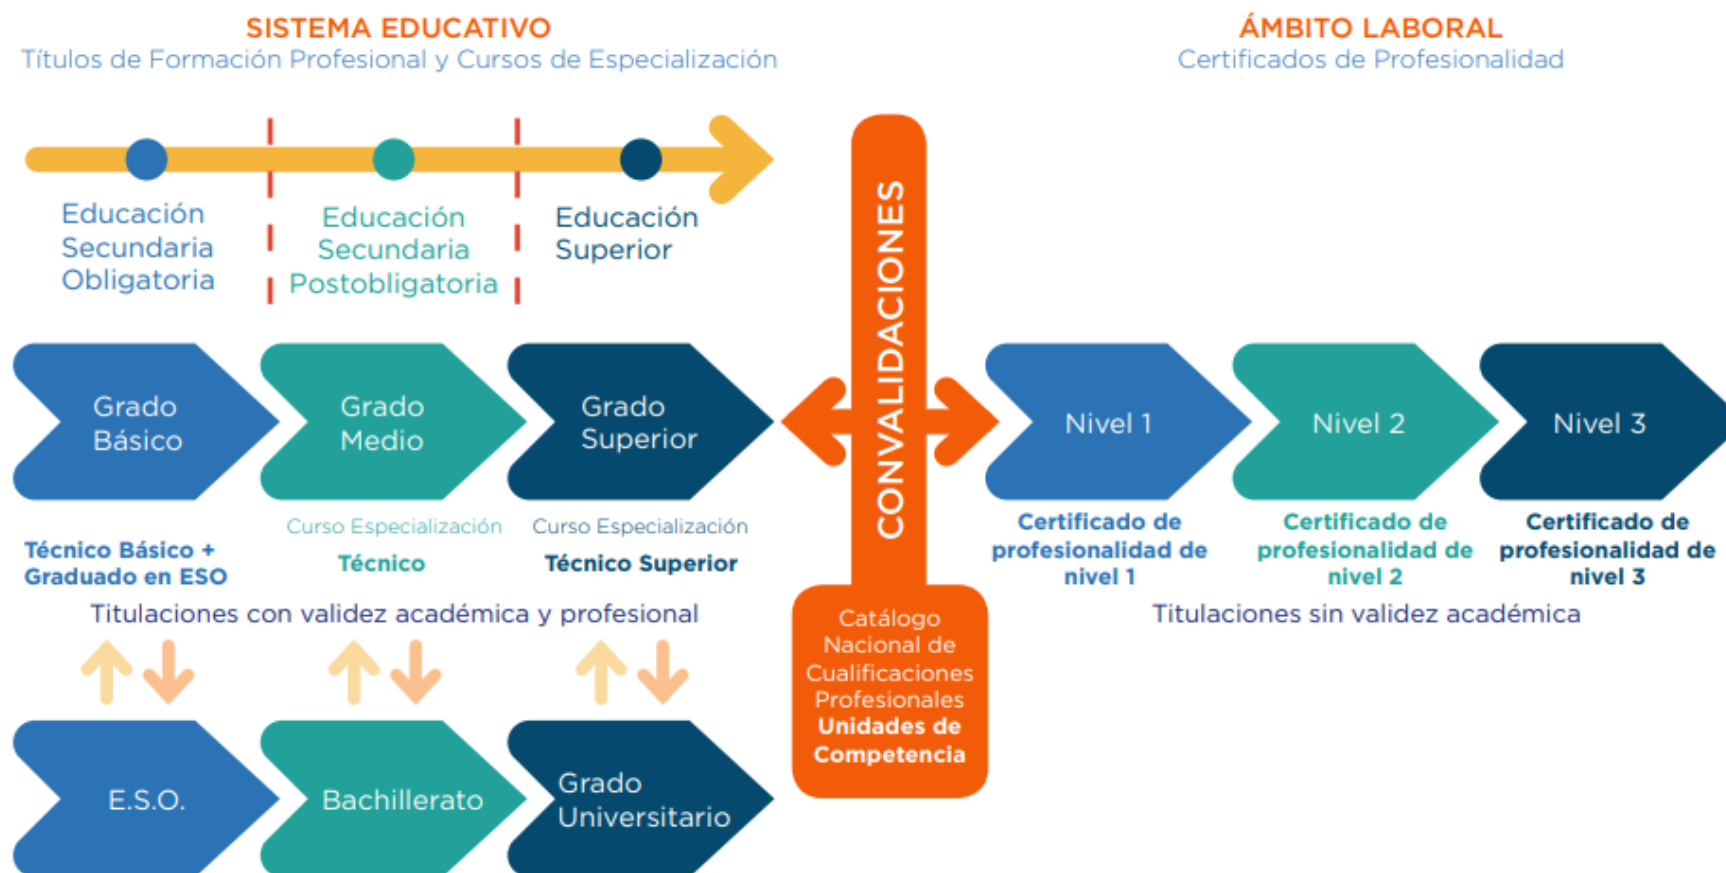 SISTEMA EDUCATIVO
Títulos de Formación Profesional y Cursos de Especialización
Educación
Secundaria
Obligatoria
Educación
Secundaria
Postobligatoria
Educación
Superior
Grado
Básico
Grado
Medio
Grado
Superior
Técnico Básico +
Graduado en ESO
Curso Especialización
Técnico
Curso Especialización
Técnico Superior
Titulaciones con validez académica y profesional
E.S.O.
Bachillerato
Grado
Universitario
CONVALIDACIONES
Catálogo
Nacional de
Cualificaciones
Profesionales
Unidades de
Competencia
ÁMBITO LABORAL
Certificados de Profesionalidad
Nivel 1
Nivel 2
Nivel 3
Certificado de
profesionalidad de
nivel 1
Certificado de
profesionalidad de
nivel 2
Certificado de
profesionalidad de
nivel 3
Titulaciones sin validez académica